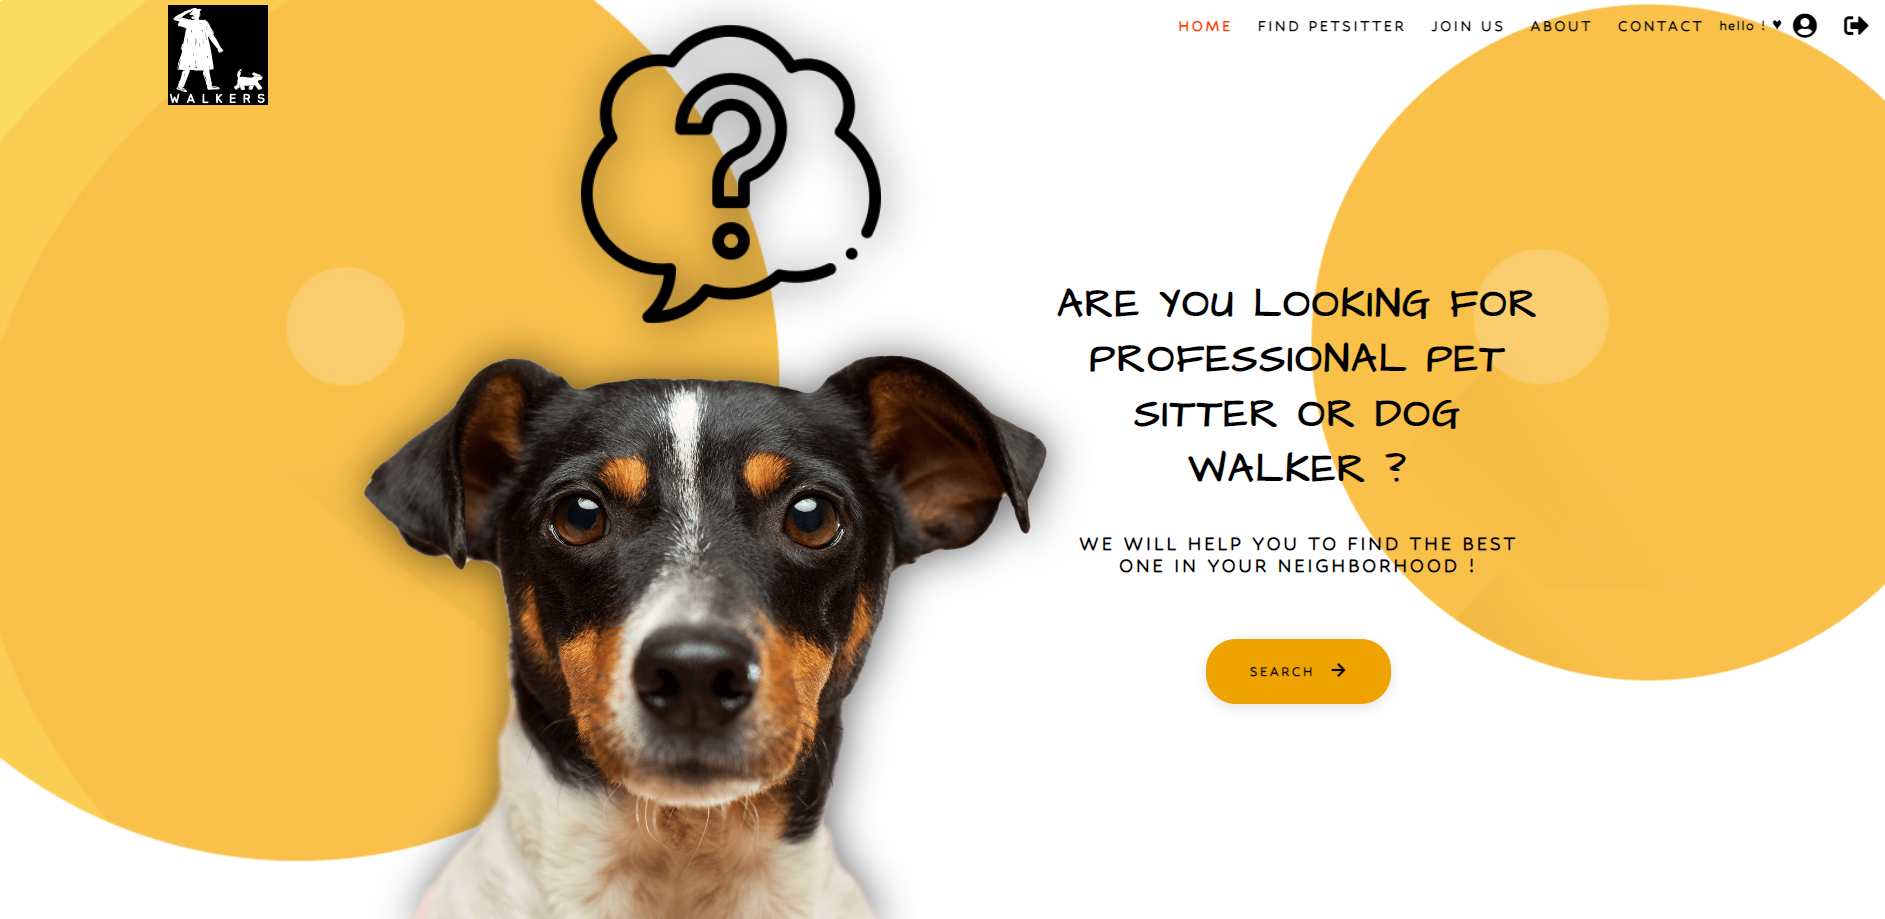 WALKERS
HOME FIND PETSITTER JOIN US ABOUT CONTACT hello ! ♥
?
ARE YOU LOOKING FOR
PROFESSIONAL PET
SITTER OR DOG
WALKER ?
WE WILL HELP YOU TO FIND THE BEST
ONE IN YOUR NEIGHBORHOOD !
SEARCH →